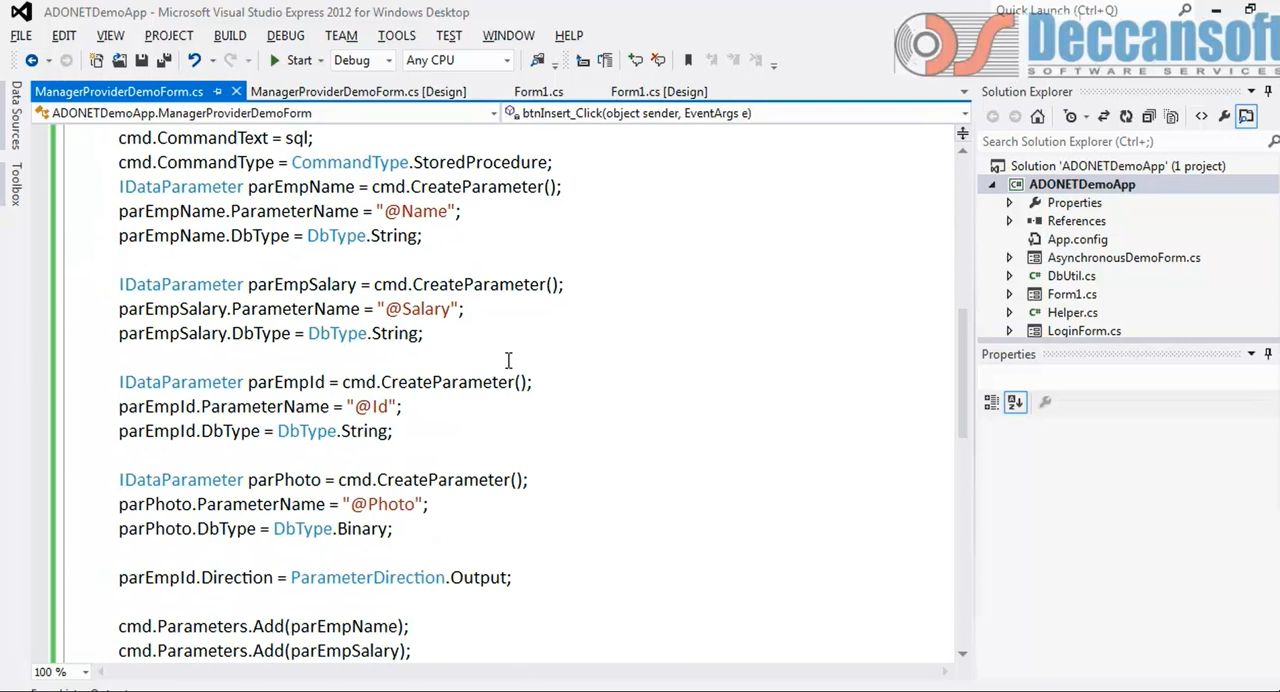 ADONETDemoApp - Microsoft Visual Studio Express 2012 for Windows Desktop
Quick Launch (Ctrl+Q)
FILE EDIT VIEW PROJECT BUILD DEBUG TEAM TOOLS TEST WINDOW HELP
Deccansoft
SOFTWARE SERVICES
Start Debug Any CPU
ManagerProviderDemoForm.cs ManagerProviderDemoForm.cs [Design] Form1.cs Form1.cs [Design]
ADONETDemoApp.ManagerProviderDemoForm btnInsert_Click(object sender, EventArgs e)
Data Sources
Toolbox
cmd.CommandText = sql;
cmd.CommandType = CommandType.StoredProcedure;
IDataParameter parEmpName = cmd.CreateParameter();
parEmpName.ParameterName = "@Name";
parEmpName.DbType = DbType.String;
IDataParameter parEmpSalary = cmd.CreateParameter();
parEmpSalary.ParameterName = "@Salary";
parEmpSalary.DbType = DbType.String;
IDataParameter parEmpId = cmd.CreateParameter();
parEmpId.ParameterName = "@Id";
parEmpId.DbType = DbType.String;
IDataParameter parPhoto = cmd.CreateParameter();
parPhoto.ParameterName = "@Photo";
parPhoto.DbType = DbType.Binary;
parEmpId.Direction = ParameterDirection.Output;
cmd.Parameters.Add(parEmpName);
cmd.Parameters.Add(parEmpSalary);
100 %
Solution Explorer
Search Solution Explorer (Ctrl+;)
Solution 'ADONETDemoApp' (1 project)
ADONETDemoApp
Properties
References
App.config
AsynchronousDemoForm.cs
DbUtil.cs
Form1.cs
Helper.cs
LoginForm.cs
Properties